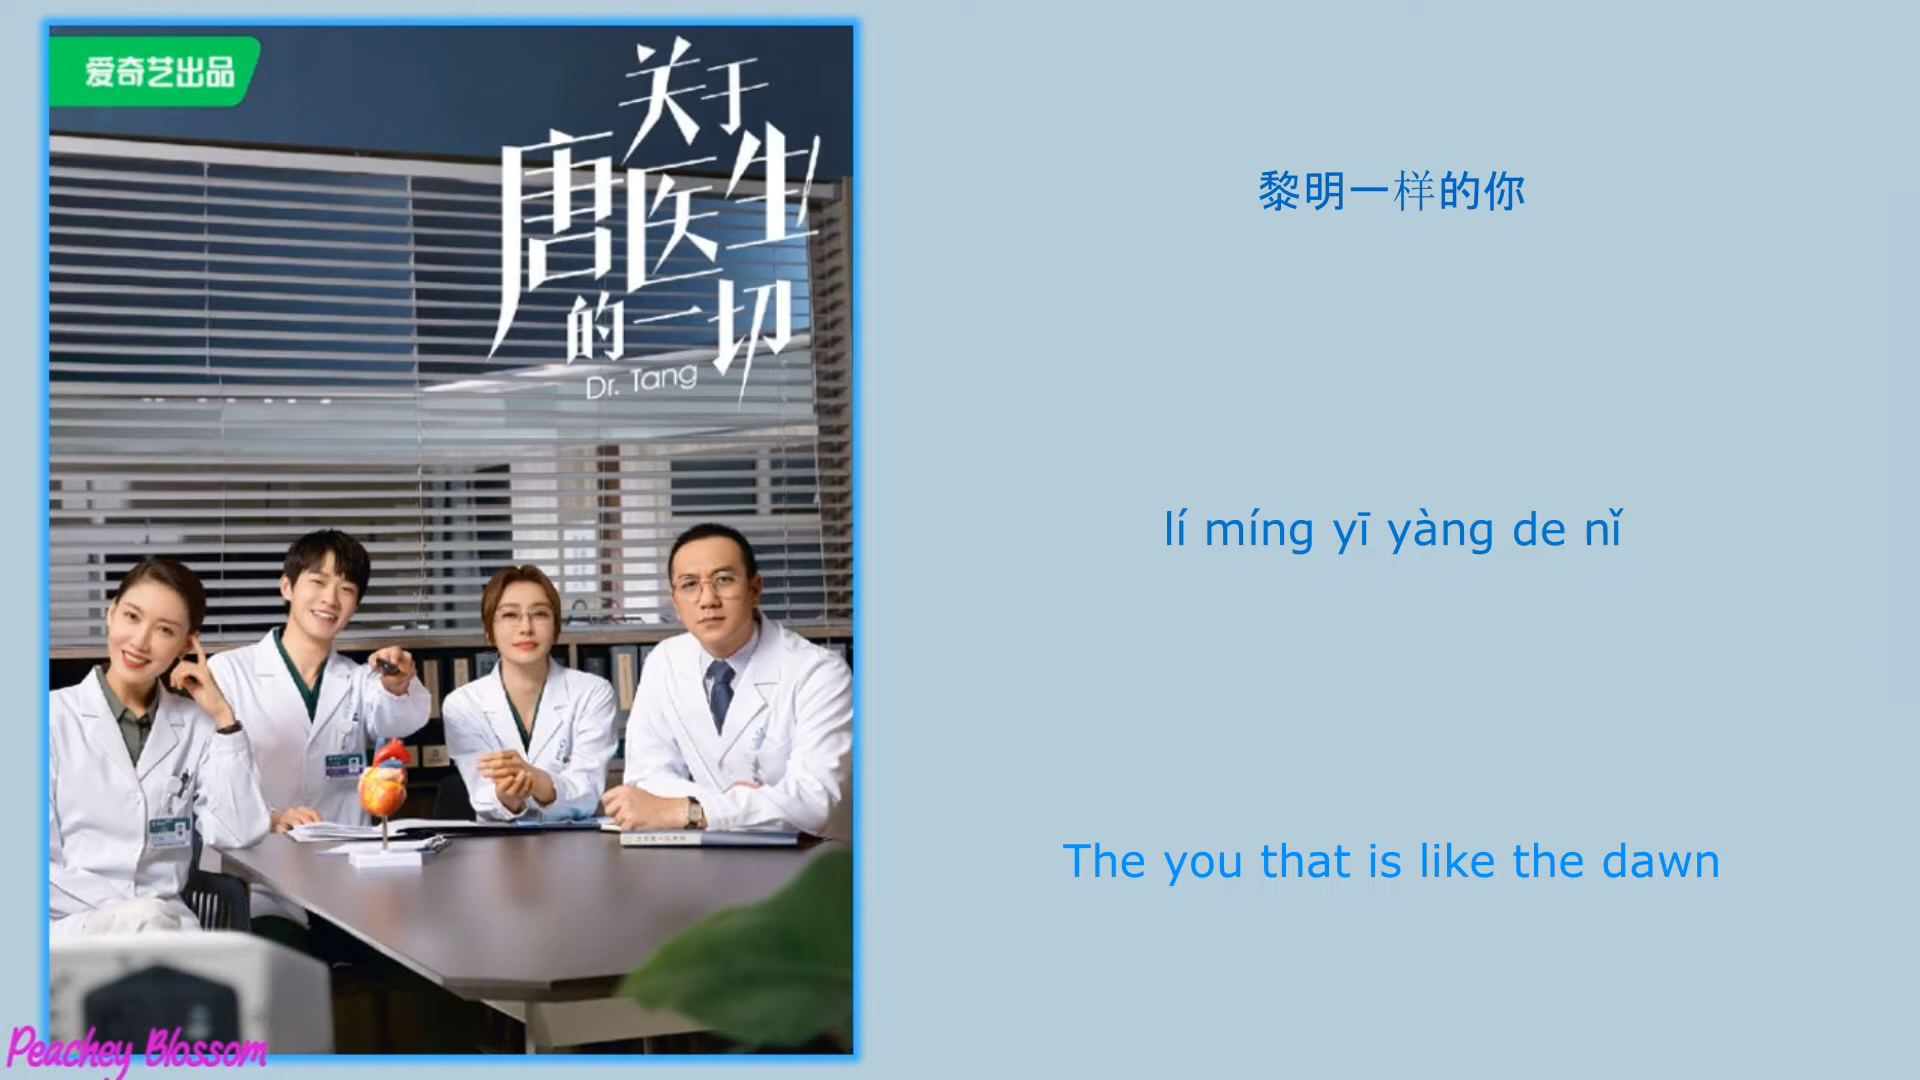 爱奇艺出品
关于
唐医生
的一切
Dr. Tang
黎明一样的你
lí míng yī yàng de nǐ
The you that is like the dawn
Peachey Blossom